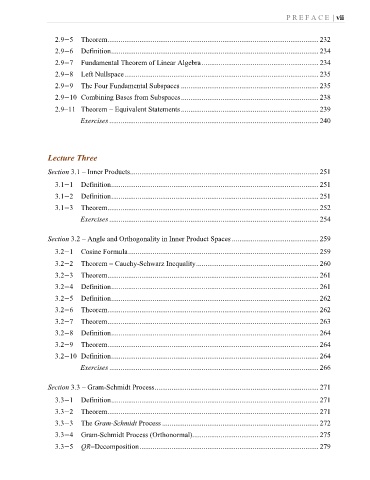 PREFACE | vii
2.9−5 Theorem.......... 232
2.9−6 Definition.......... 234
2.9−7 Fundamental Theorem of Linear Algebra.......... 234
2.9−8 Left Nullspace.......... 235
2.9−9 The Four Fundamental Subspaces.......... 235
2.9−10 Combining Bases from Subspaces.......... 238
2.9−11 Theorem − Equivalent Statements.......... 239
Exercises.......... 240
Lecture Three
Section 3.1 – Inner Products.......... 251
3.1−1 Definition.......... 251
3.1−2 Definition.......... 251
3.1−3 Theorem.......... 252
Exercises.......... 254
Section 3.2 – Angle and Orthogonality in Inner Product Spaces.......... 259
3.2−1 Cosine Formula.......... 259
3.2−2 Theorem − Cauchy-Schwarz Inequality.......... 260
3.2−3 Theorem.......... 261
3.2−4 Definition.......... 261
3.2−5 Definition.......... 262
3.2−6 Theorem.......... 262
3.2−7 Theorem.......... 263
3.2−8 Definition.......... 264
3.2−9 Theorem.......... 264
3.2−10 Definition.......... 264
Exercises.......... 266
Section 3.3 – Gram-Schmidt Process.......... 271
3.3−1 Definition.......... 271
3.3−2 Theorem.......... 271
3.3−3 The Gram-Schmidt Process.......... 272
3.3−4 Gram-Schmidt Process (Orthonormal).......... 275
3.3−5 QR−Decomposition.......... 279